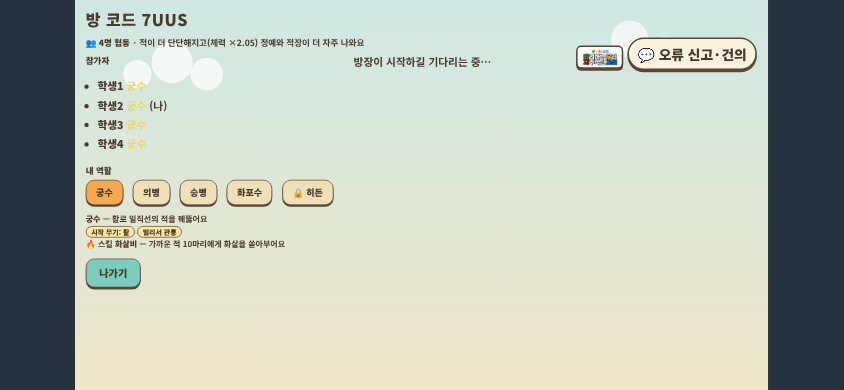 방 코드 7UUS
👥 4명 협동 · 적이 더 단단해지고(체력 ×2.05) 정예와 적장이 더 자주 나와요
참가자
방장이 시작하길 기다리는 중…
💬 오류 신고·건의
학생1 궁수
학생2 궁수 (나)
학생3 궁수
학생4 궁수
내 역할
궁수 의병 승병 화포수 🔒 히든
궁수 — 활로 일직선의 적을 꿰뚫어요
시작 무기: 활 멀리서 관통
🔥 스킬 화살비 — 가까운 적 10마리에게 화살을 쏟아부어요
나가기